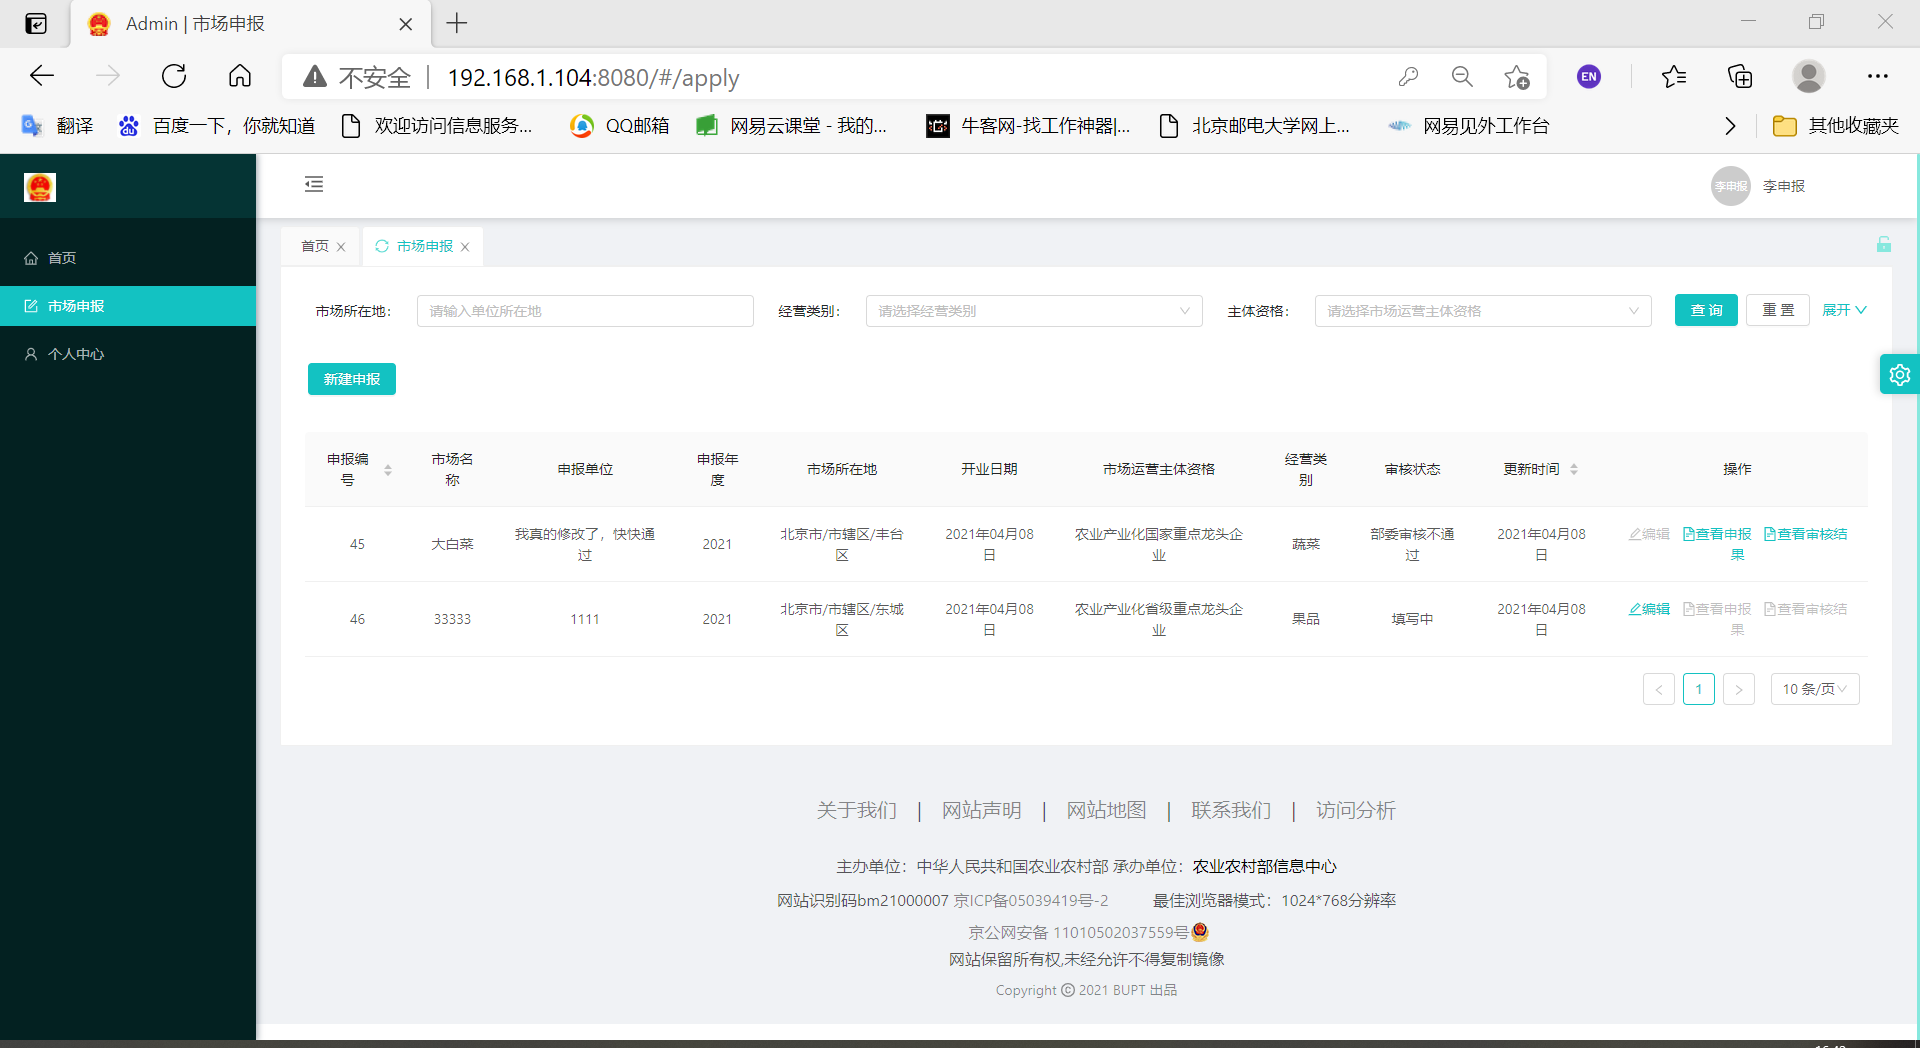 Admin | 市场申报
不安全 | 192.168.1.104:8080/#/apply
EN
翻译 百度一下，你就知道 欢迎访问信息服务... QQ邮箱 网易云课堂 - 我的... 牛客网-找工作神器|... 北京邮电大学网上... 网易见外工作台 其他收藏夹
李申报 李申报
首页
市场申报
个人中心
首页 市场申报
市场所在地： 请输入单位所在地 经营类别： 请选择经营类别 主体资格： 请选择市场运营主体资格 查 询 重 置 展开
新建申报
申报编 市场名 申报单位 申报年 市场所在地 开业日期 市场运营主体资格 经营类 审核状态 更新时间 操作
号 称 度 别
45 大白菜 我真的修改了，快快通 2021 北京市/市辖区/丰台 2021年04月08 农业产业化国家重点龙头企 蔬菜 部委审核不通 2021年04月08 编辑 查看申报 查看审核结
过 区 日 业 过 日 果
46 33333 1111 2021 北京市/市辖区/东城 2021年04月08 农业产业化省级重点龙头企 果品 填写中 2021年04月08 编辑 查看申报 查看审核结
区 日 业 日 果
< 1 > 10 条/页
关于我们 | 网站声明 | 网站地图 | 联系我们 | 访问分析
主办单位：中华人民共和国农业农村部 承办单位：农业农村部信息中心
网站识别码bm21000007 京ICP备05039419号-2 最佳浏览器模式：1024*768分辨率
京公网安备 11010502037559号
网站保留所有权,未经允许不得复制镜像
Copyright © 2021 BUPT 出品